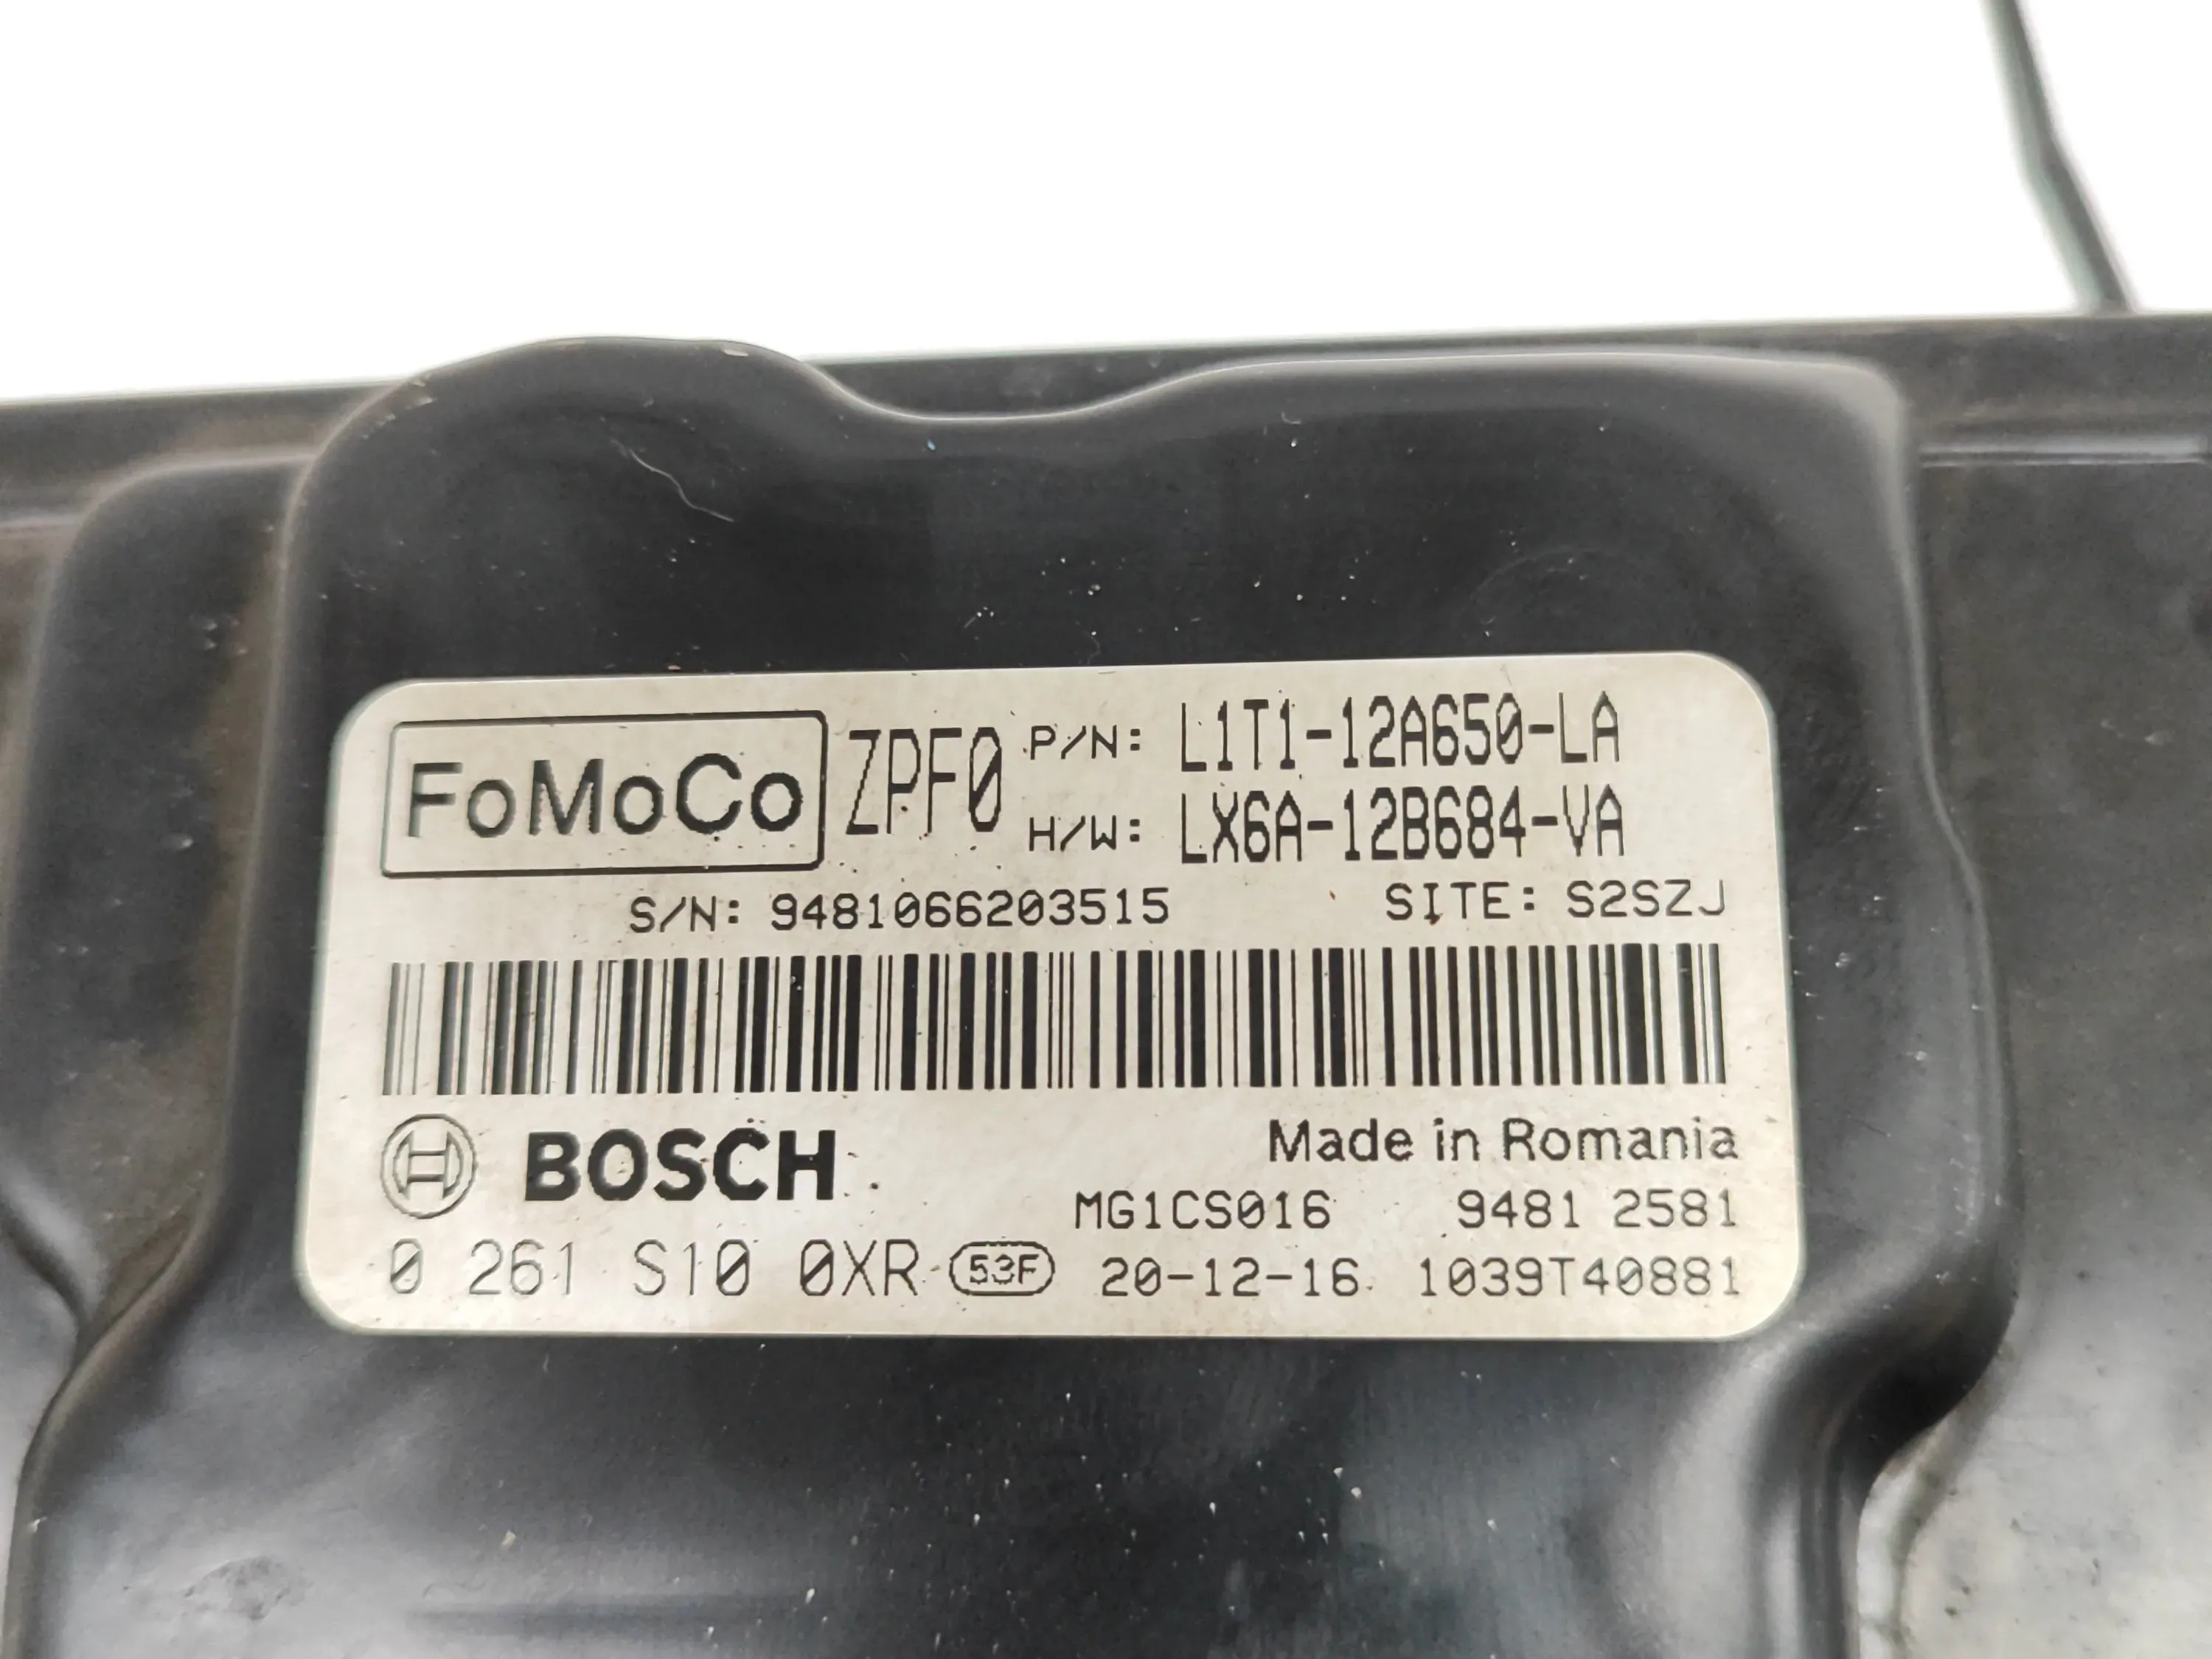 FoMoCo ZPF0 P/N: L1T1-12A650-LA
H/W: LX6A-12B684-VA
S/N: 9481066203515 SITE: S2SZJ
BOSCH Made in Romania
MG1CS016 9481 2581
0 261 S10 0XR 53F 20-12-16 1039T40881